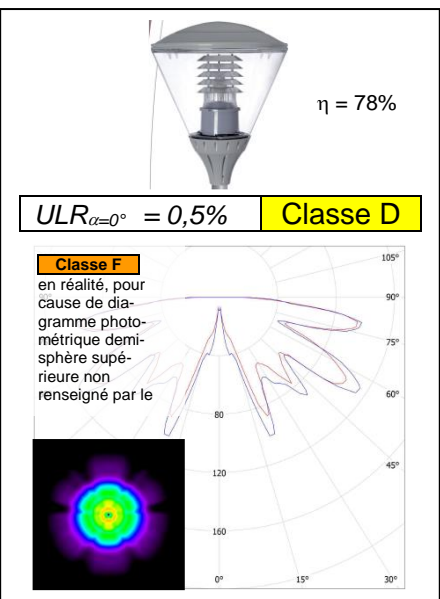 η = 78%
ULRα=0° = 0,5%
Classe D
Classe F
en réalité, pour
cause de dia-
gramme photo-
métrique demi-
sphère supé-
rieure non
renseigné par le
105°
90°
90°
75°
60°
45°
80
120
160
0°
15°
30°